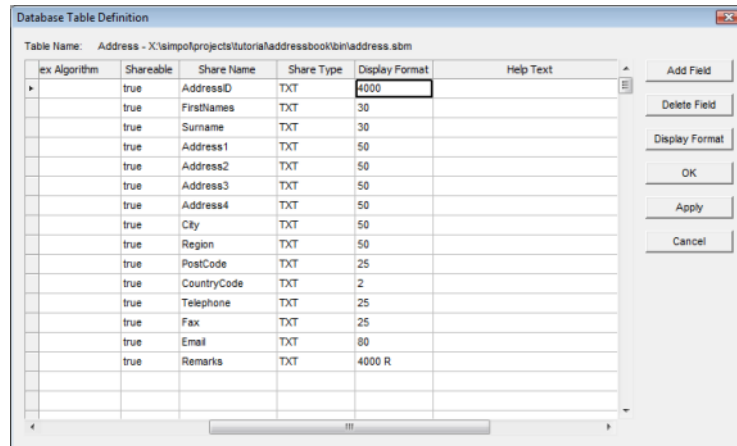 Database Table Definition
Table Name: Address - X:\simpol\projects\tutorial\addressbook\bin\address.sbm
ex Algorithm Shareable Share Name Share Type Display Format Help Text
true AddressID TXT 4000
true FirstNames TXT 30
true Surname TXT 30
true Address1 TXT 50
true Address2 TXT 50
true Address3 TXT 50
true Address4 TXT 50
true City TXT 50
true Region TXT 50
true PostCode TXT 25
true CountryCode TXT 2
true Telephone TXT 25
true Fax TXT 25
true Email TXT 80
true Remarks TXT 4000 R
Add Field
Delete Field
Display Format
OK
Apply
Cancel